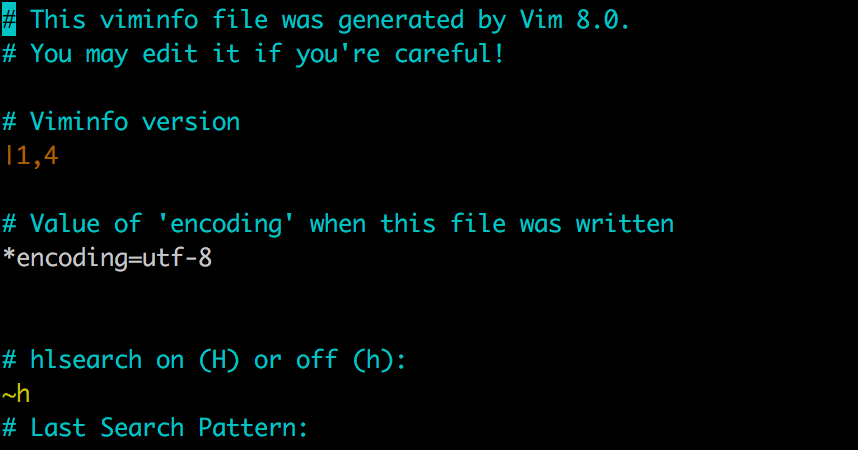 # This viminfo file was generated by Vim 8.0.
# You may edit it if you're careful!
# Viminfo version
|1,4
# Value of 'encoding' when this file was written
*encoding=utf-8
# hlsearch on (H) or off (h):
~h
# Last Search Pattern: